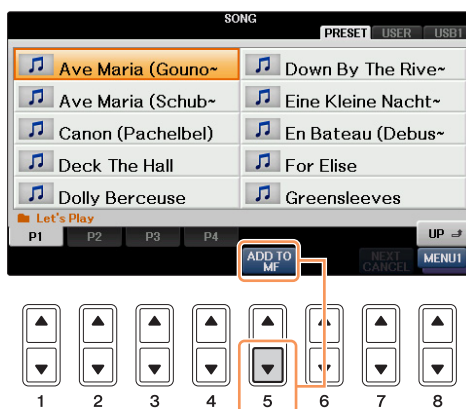 SONG
PRESET USER USB1
Ave Maria (Gouno~ Down By The Rive~
Ave Maria (Schub~ Eine Kleine Nacht~
Canon (Pachelbel) En Bateau (Debus~
Deck The Hall For Elise
Dolly Berceuse Greensleeves
Let's Play
P1 P2 P3 P4 UP
ADD TO MF NEXT CANCEL MENU1
1 2 3 4 5 6 7 8